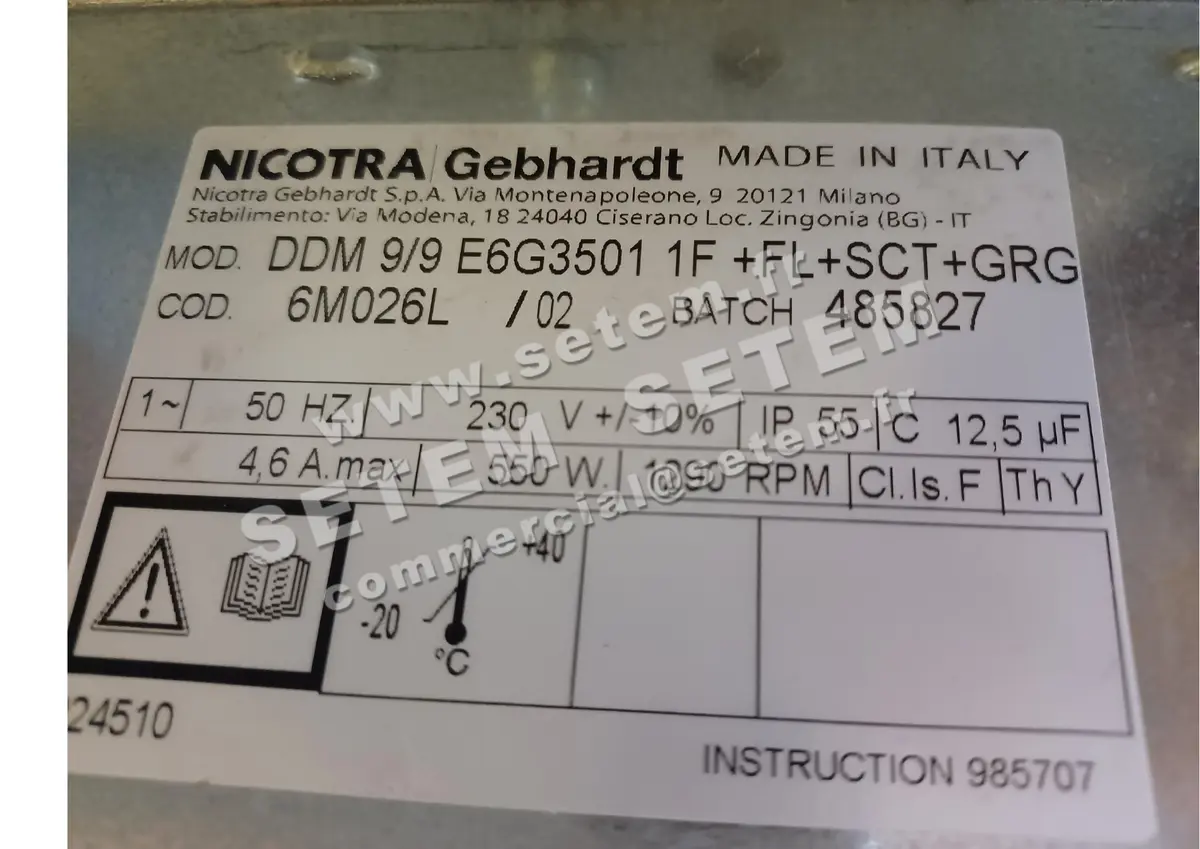 NICOTRA Gebhardt MADE IN ITALY
Nicotra Gebhardt S.p.A. Via Montenapoleone, 9 20121 Milano
Stabilimento: Via Modena, 18 24040 Ciserano Loc. Zingonia (BG) - IT
MOD. DDM 9/9 E6G3501 1F +FL+SCT+GRG
COD. 6M026L /02 BATCH 485827
1~ 50 HZ. 230 V +/-10% IP 55 C 12,5 µF
4,6 A.max 550 W. RPM Cl.Is.F Th Y
+40
-20
°C
24510
INSTRUCTION 985707
www.setem.fr
SETEM SETEM
commercial@setem.fr